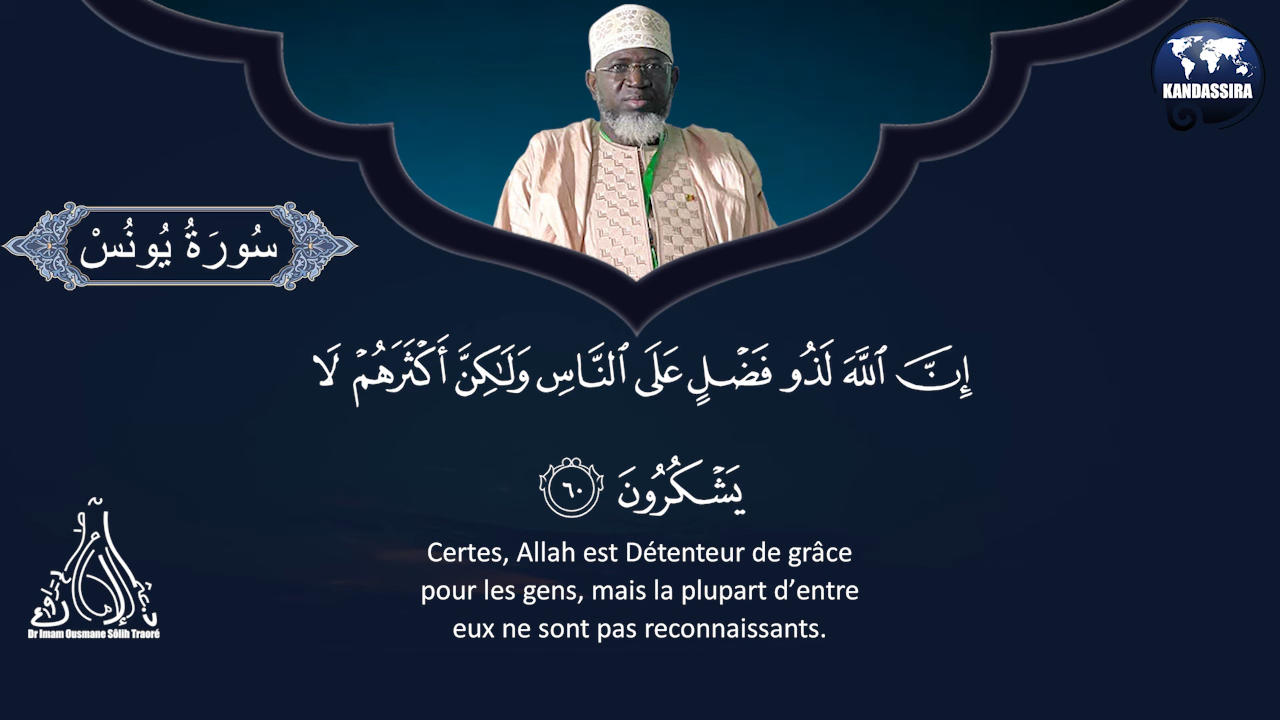 KANDASSIRA
سُورَةُ يُونُسْ
إِنَّ ٱللَّهَ لَذُو فَضْلٍ عَلَى ٱلنَّاسِ وَلَٰكِنَّ أَكْثَرَهُمْ لَا
يَشْكُرُونَ ٦٠
Certes, Allah est Détenteur de grâce
pour les gens, mais la plupart d’entre
eux ne sont pas reconnaissants.
Dr Imam Ousmane Sôlih Traoré